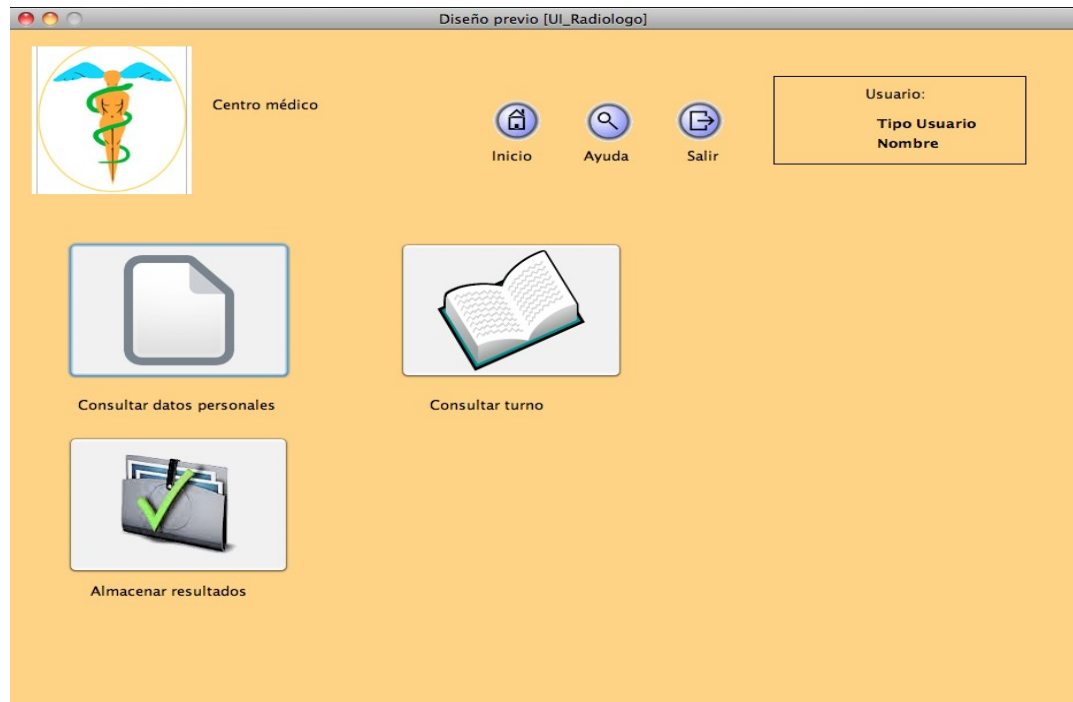 Diseño previo [UI_Radiologo]
Centro médico
Inicio
Ayuda
Salir
Usuario:
Tipo Usuario
Nombre
Consultar datos personales
Consultar turno
Almacenar resultados